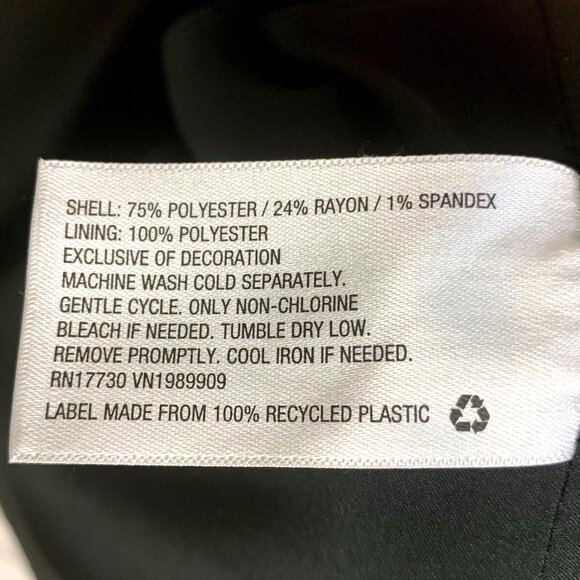 SHELL: 75% POLYESTER / 24% RAYON / 1% SPANDEX
LINING: 100% POLYESTER
EXCLUSIVE OF DECORATION
MACHINE WASH COLD SEPARATELY.
GENTLE CYCLE. ONLY NON-CHLORINE
BLEACH IF NEEDED. TUMBLE DRY LOW.
REMOVE PROMPTLY. COOL IRON IF NEEDED.
RN17730 VN1989909
LABEL MADE FROM 100% RECYCLED PLASTIC